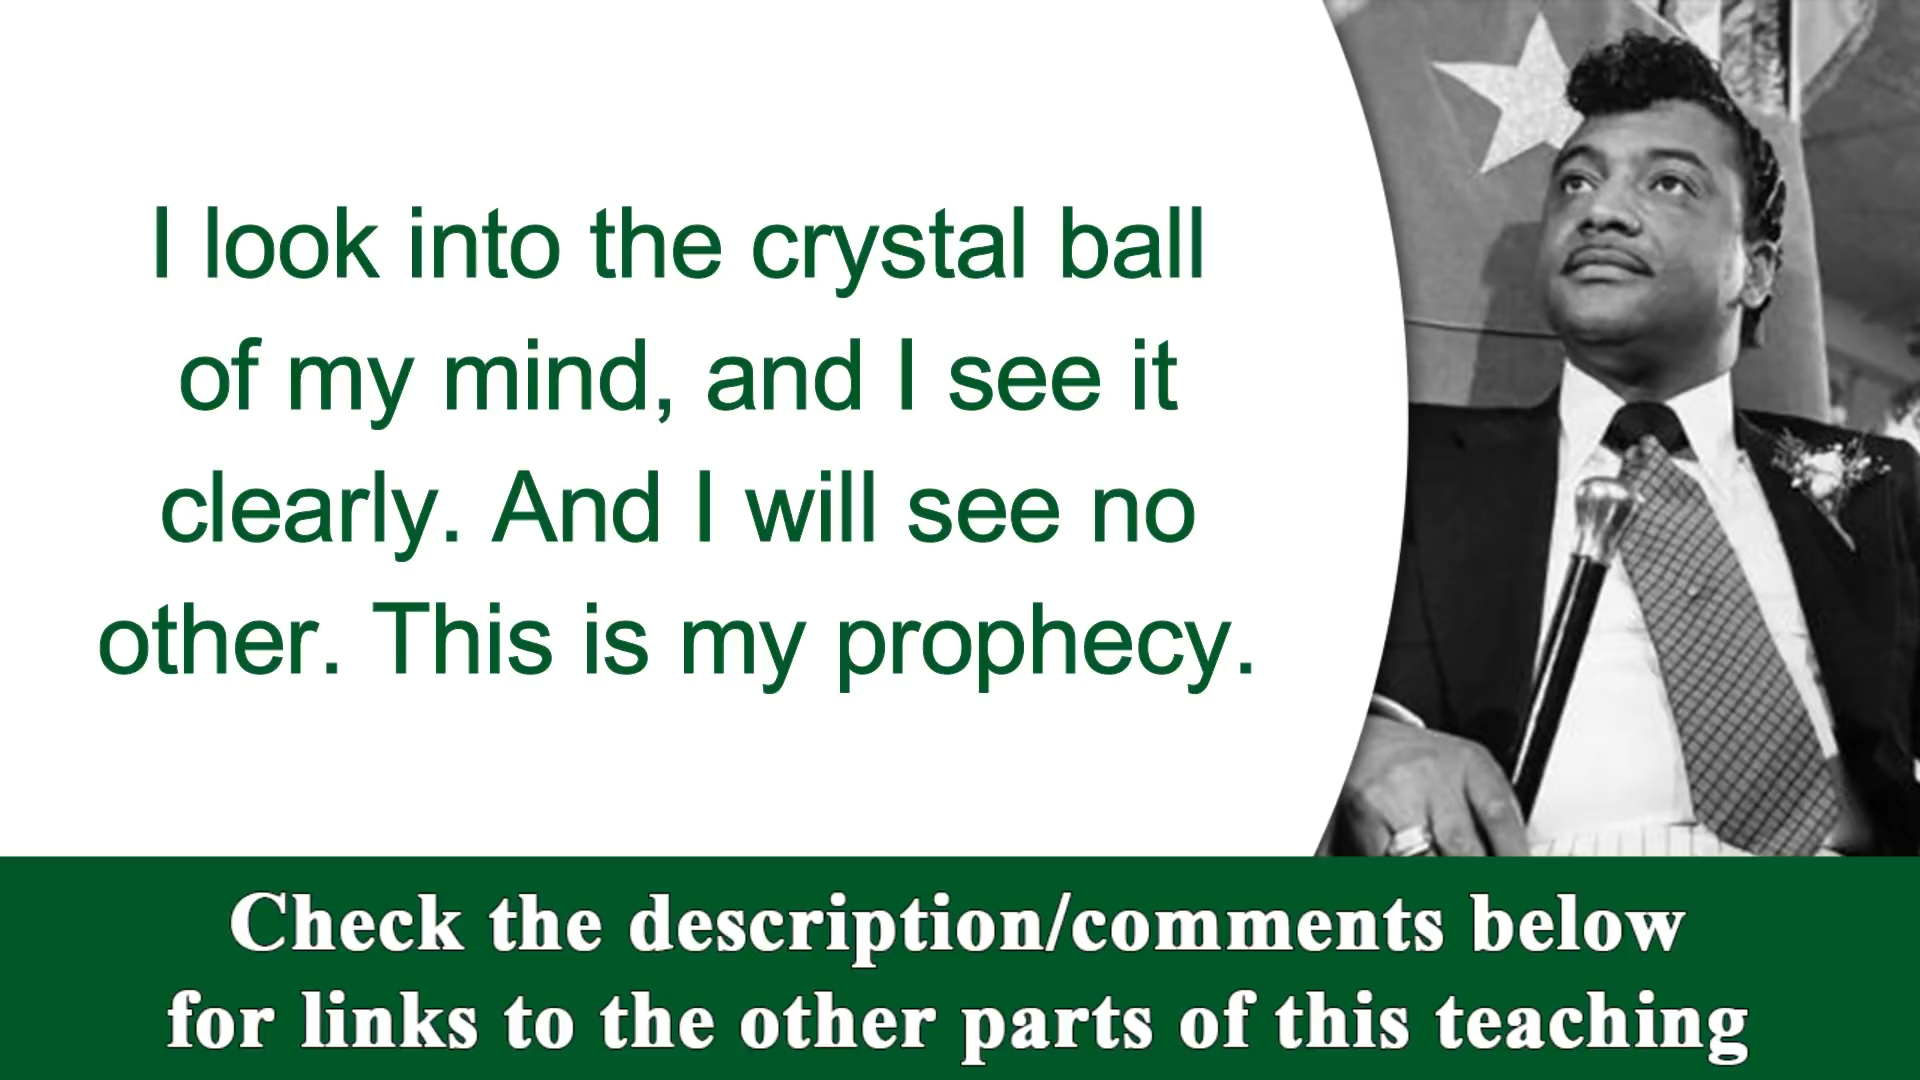 I look into the crystal ball
of my mind, and I see it
clearly. And I will see no
other. This is my prophecy.
Check the description/comments below
for links to the other parts of this teaching